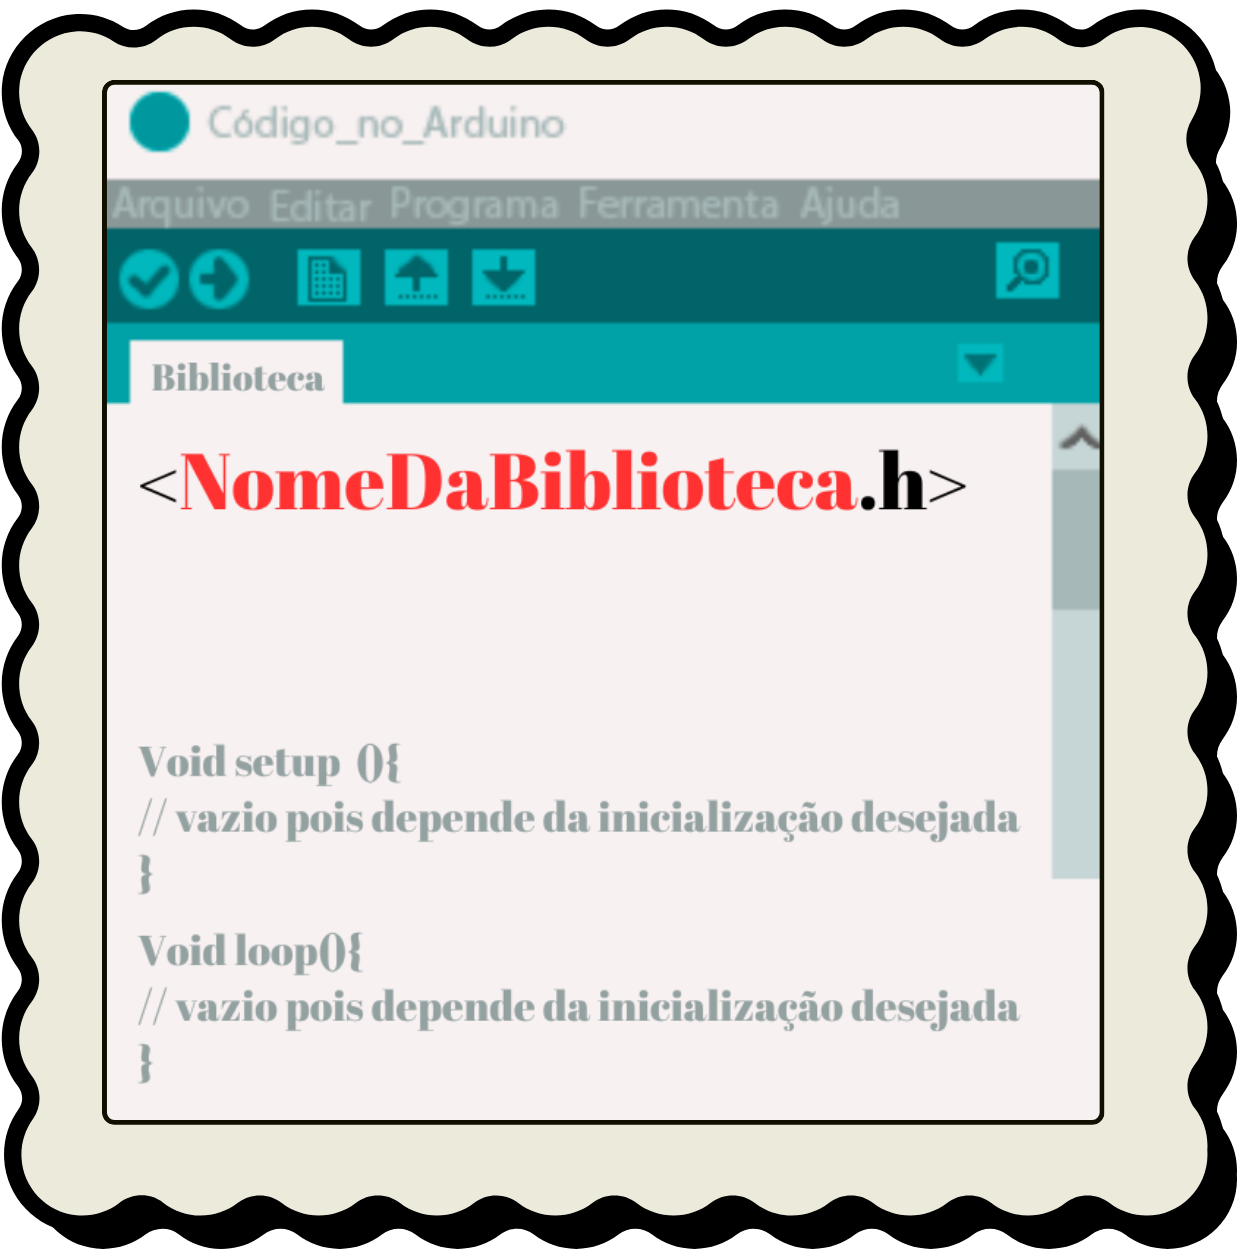 Código_no_Arduino
Arquivo Editar Programa Ferramenta Ajuda
Biblioteca
<NomeDaBiblioteca.h>
Void setup (){
// vazio pois depende da inicialização desejada
}
Void loop(){
// vazio pois depende da inicialização desejada
}